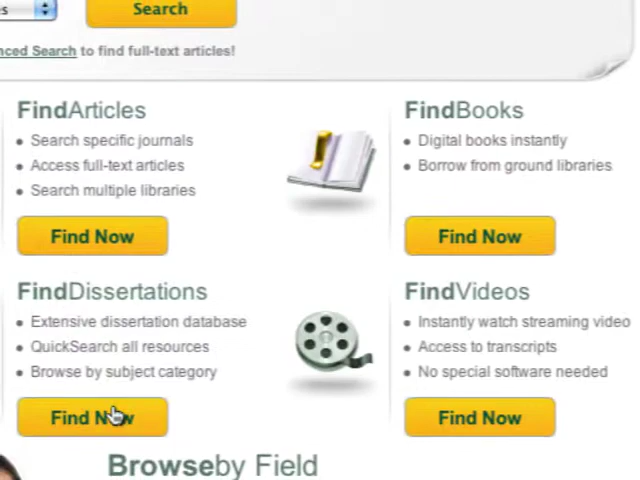 Search
Search to find full-text articles!
FindArticles
Search specific journals
Access full-text articles
Search multiple libraries
Find Now
FindBooks
Digital books instantly
Borrow from ground libraries
Find Now
FindDissertations
Extensive dissertation database
QuickSearch all resources
Browse by subject category
Find Now
FindVideos
Instantly watch streaming video
Access to transcripts
No special software needed
Find Now
Browseby Field